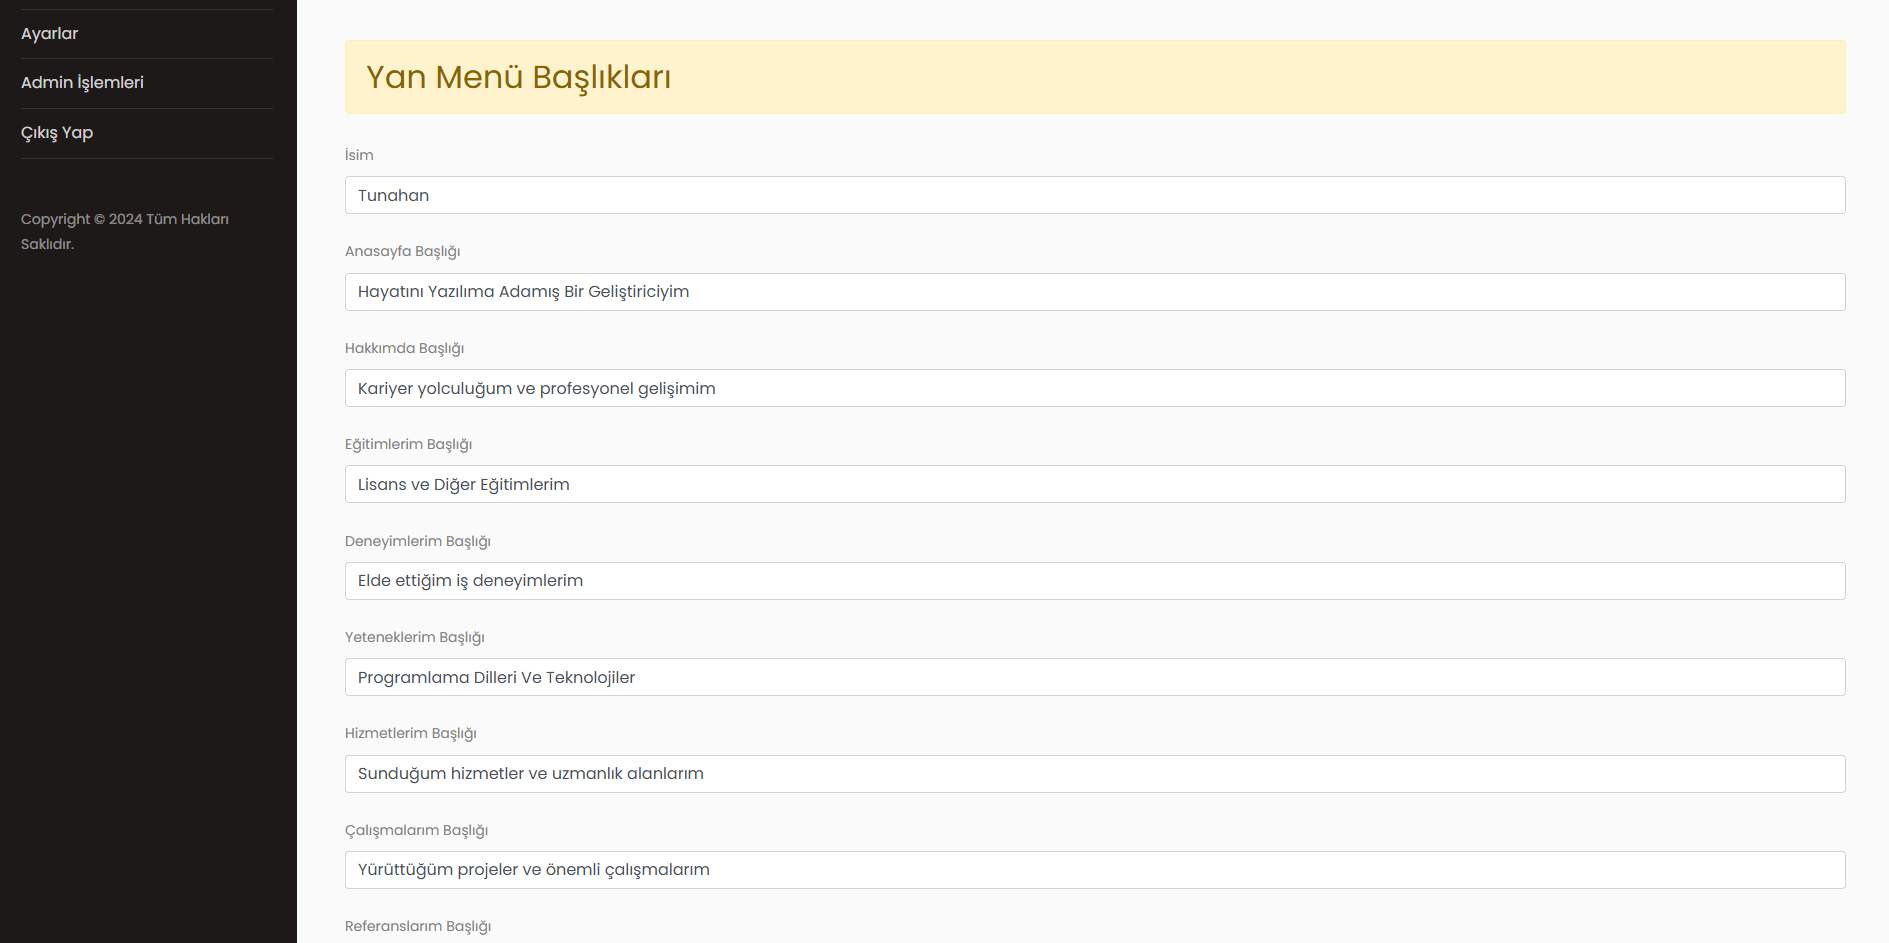 Ayarlar
Admin İşlemleri
Çıkış Yap
Copyright © 2024 Tüm Hakları
Saklıdır.
Yan Menü Başlıkları
İsim
Tunahan
Anasayfa Başlığı
Hayatını Yazılıma Adamış Bir Geliştiriciyim
Hakkımda Başlığı
Kariyer yolculuğum ve profesyonel gelişimim
Eğitimlerim Başlığı
Lisans ve Diğer Eğitimlerim
Deneyimlerim Başlığı
Elde ettiğim iş deneyimlerim
Yeteneklerim Başlığı
Programlama Dilleri Ve Teknolojiler
Hizmetlerim Başlığı
Sunduğum hizmetler ve uzmanlık alanlarım
Çalışmalarım Başlığı
Yürüttüğüm projeler ve önemli çalışmalarım
Referanslarım Başlığı